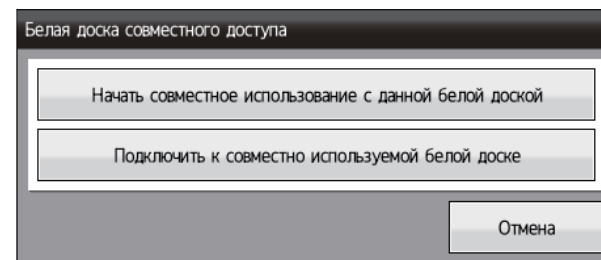 Белая доска совместного доступа
Начать совместное использование с данной белой доской
Подключить к совместно используемой белой доске
Отмена